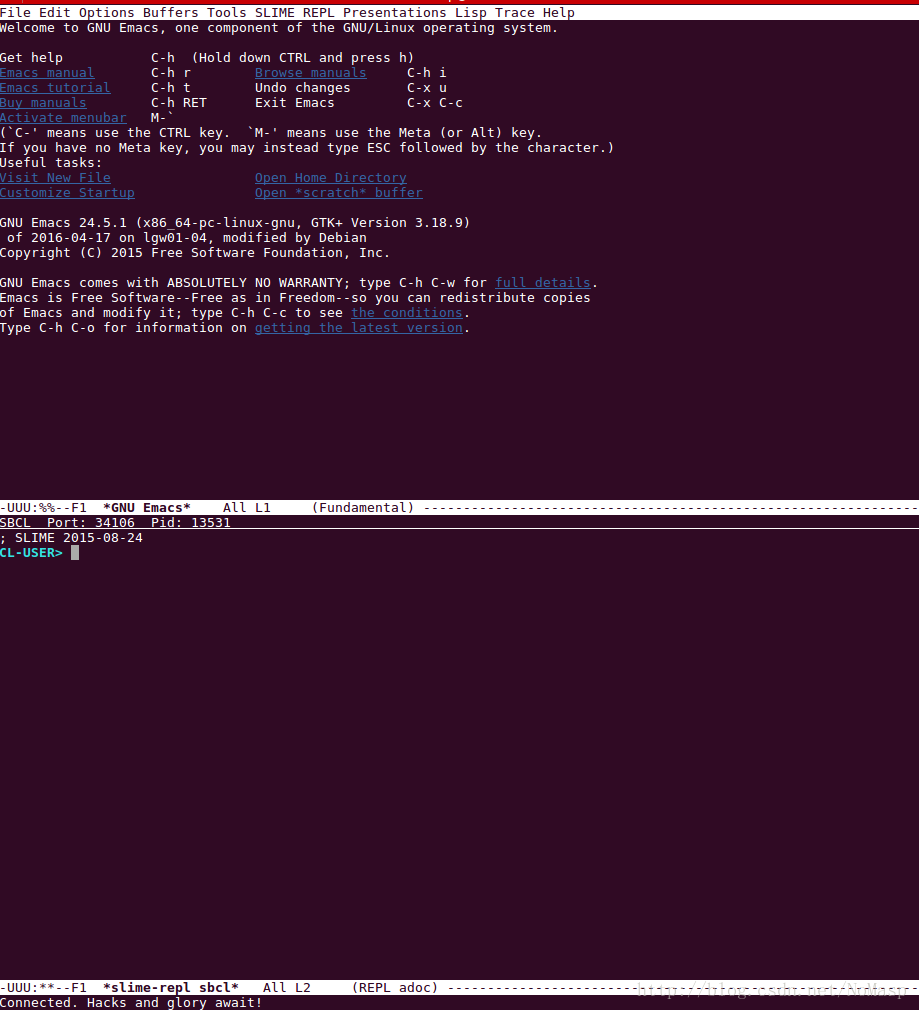 File Edit Options Buffers Tools SLIME REPL Presentations Lisp Trace Help
Welcome to GNU Emacs, one component of the GNU/Linux operating system.
Get help C-h (Hold down CTRL and press h)
Emacs manual C-h r Browse manuals C-h i
Emacs tutorial C-h t Undo changes C-x u
Buy manuals C-h RET Exit Emacs C-x C-c
Activate menubar M-`
(`C-' means use the CTRL key. `M-' means use the Meta (or Alt) key.
If you have no Meta key, you may instead type ESC followed by the character.)
Useful tasks:
Visit New File Open Home Directory
Customize Startup Open *scratch* buffer
GNU Emacs 24.5.1 (x86_64-pc-linux-gnu, GTK+ Version 3.18.9)
of 2016-04-17 on lgw01-04, modified by Debian
Copyright (C) 2015 Free Software Foundation, Inc.
GNU Emacs comes with ABSOLUTELY NO WARRANTY; type C-h C-w for full details.
Emacs is Free Software--Free as in Freedom--so you can redistribute copies
of Emacs and modify it; type C-h C-c to see the conditions.
Type C-h C-o for information on getting the latest version.
-UUU:%%--F1 *GNU Emacs* All L1 (Fundamental) --------------------------------------------------------------
SBCL Port: 34106 Pid: 13531
; SLIME 2015-08-24
CL-USER>
-UUU:**--F1 *slime-repl sbcl* All L2 (REPL adoc) -----------------------------------------------------------
http://blog.csdn.net/NoMasp
Connected. Hacks and glory await!